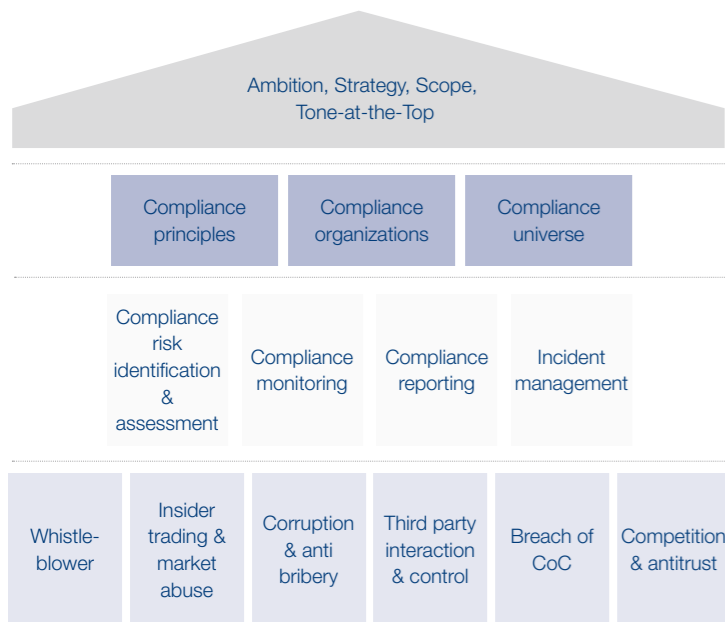 Ambition, Strategy, Scope,
Tone-at-the-Top
Compliance
principles
Compliance
organizations
Compliance
universe
Compliance
risk
identification
&
assessment
Compliance
monitoring
Compliance
reporting
Incident
management
Whistle-
blower
Insider
trading &
market
abuse
Corruption
& anti
bribery
Third party
interaction
& control
Breach of
CoC
Competition
& antitrust